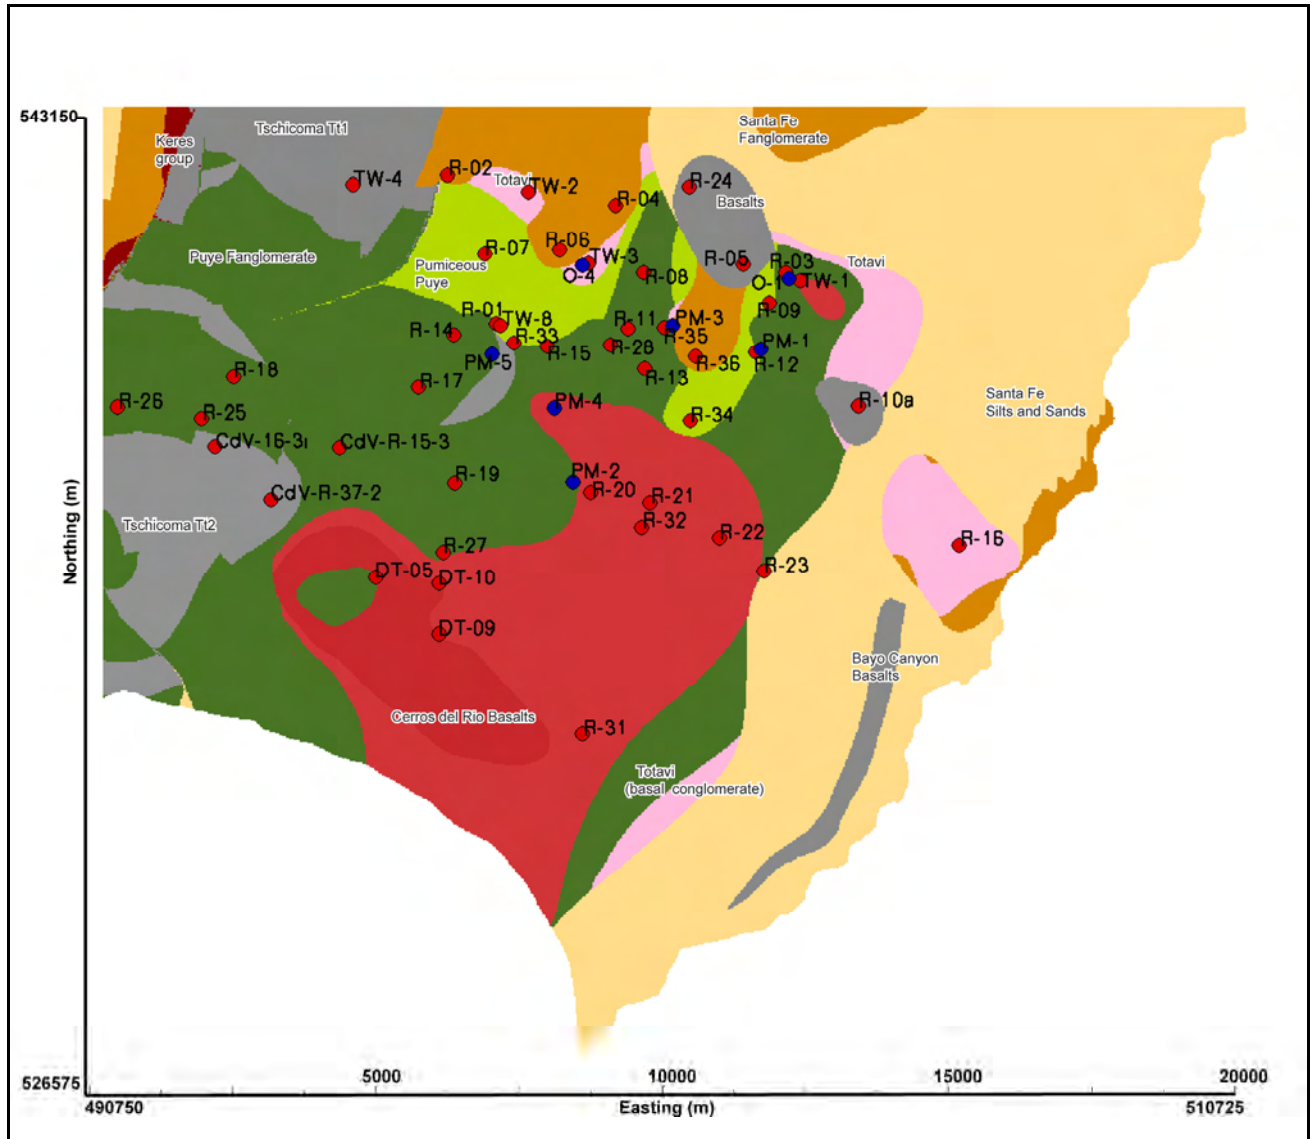 543150
Keres
group
Tschicoma Tt1
Santa Fe
Fanglomerate
TW-4
R-02
Totavi
TW-2
R-04
R-24
Basalts
Puye Fanglomerate
R-07
Pumiceous
Puye
R-06
TW-3
O-4
R-08
R-05
R-03
Totavi
O-1
TW-1
R-09
R-01
TW-8
R-14
R-33
PM-5
R-15
R-11
R-28
PM-3
R-35
R-36
R-13
PM-1
R-12
R-18
R-17
R-26
R-25
PM-4
R-34
R-10a
Santa Fe
Silts and Sands
CdV-16-3i
CdV-R-15-3
R-19
PM-2
R-20
R-21
CdV-R-37-2
Tschicoma Tt2
R-32
R-22
R-16
R-27
R-23
DT-05
DT-10
DT-09
Bayo Canyon
Basalts
Cerros del Rio Basalts
R-31
Totavi
(basal conglomerate)
Northing (m)
526575
5000
10000
15000
20000
490750
Easting (m)
510725